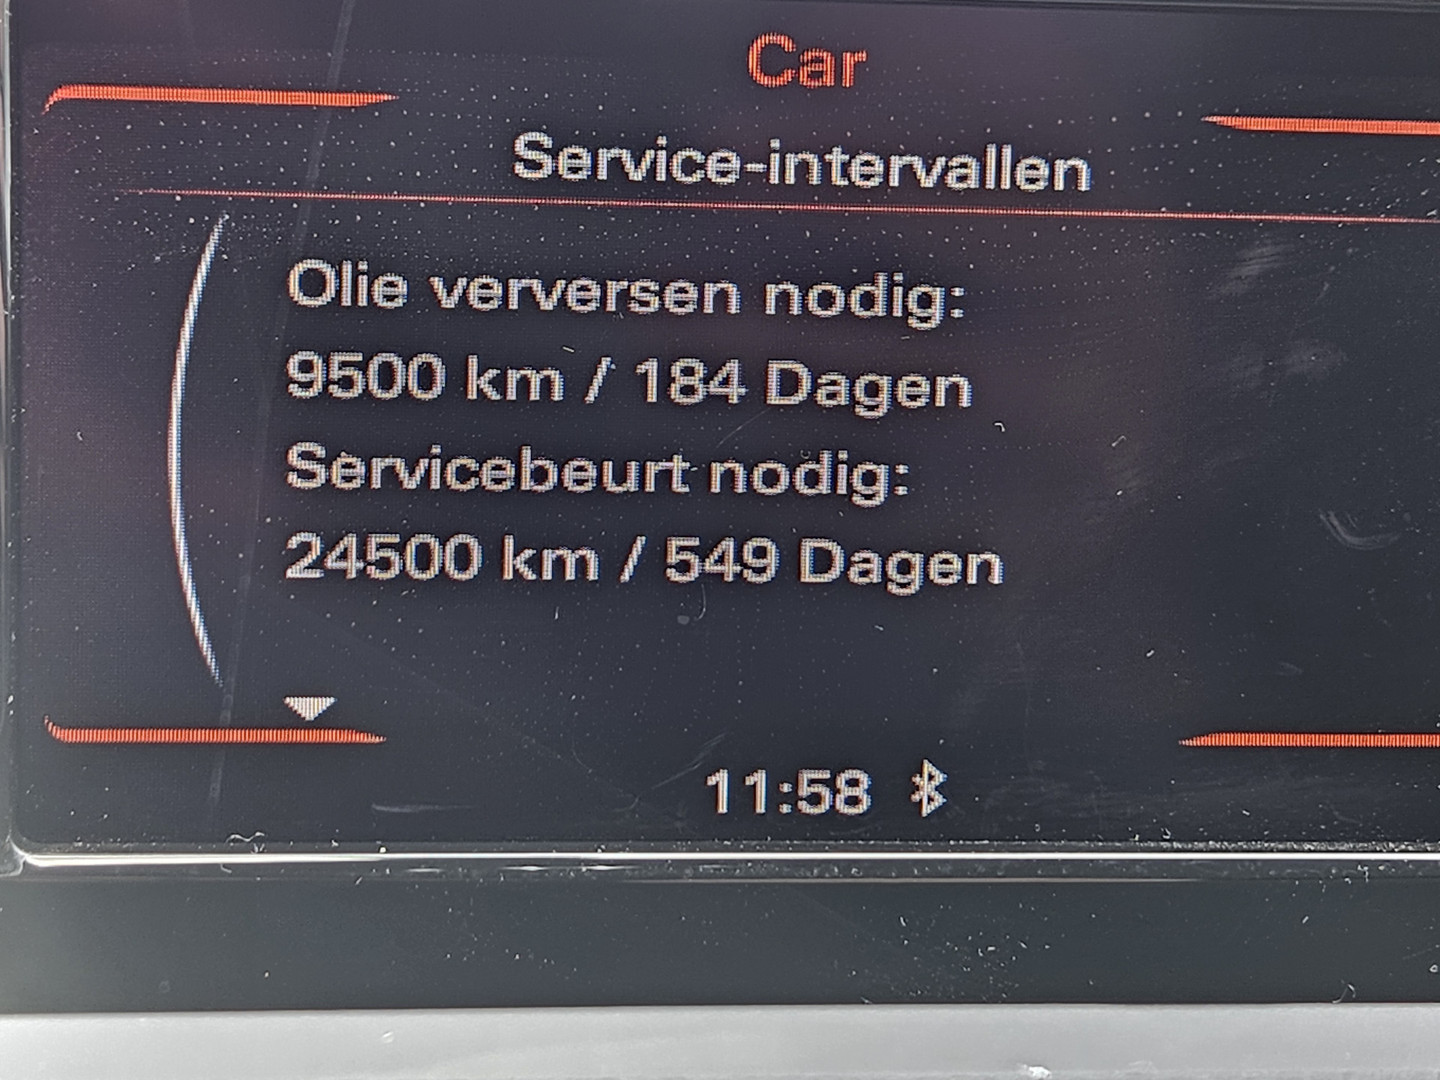 Car
Service-intervallen
Olie verversen nodig:
9500 km / 184 Dagen
Servicebeurt nodig:
24500 km / 549 Dagen
11:58